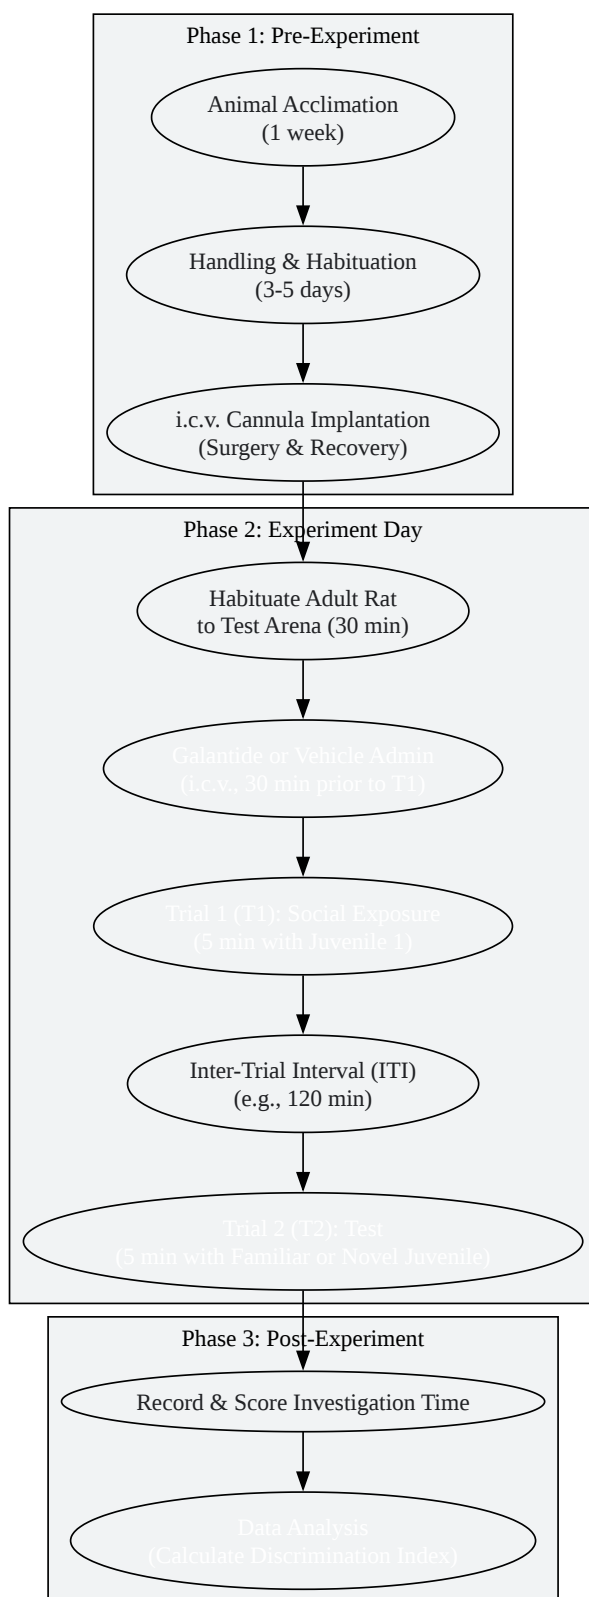 Phase 1: Pre-Experiment
Animal Acclimation
(1 week)
Handling & Habituation
(3-5 days)
i.c.v. Cannula Implantation
(Surgery & Recovery)
Phase 2: Experiment Day
Habituate Adult Rat
to Test Arena (30 min)
Galantide or Vehicle Admin
(i.c.v., 30 min prior to T1)
Trial 1 (T1): Social Exposure
(5 min with Juvenile 1)
Inter-Trial Interval (ITI)
(e.g., 120 min)
Trial 2 (T2): Test
(5 min with Familiar or Novel Juvenile)
Phase 3: Post-Experiment
Record & Score Investigation Time
Data Analysis
(Calculate Discrimination Index)